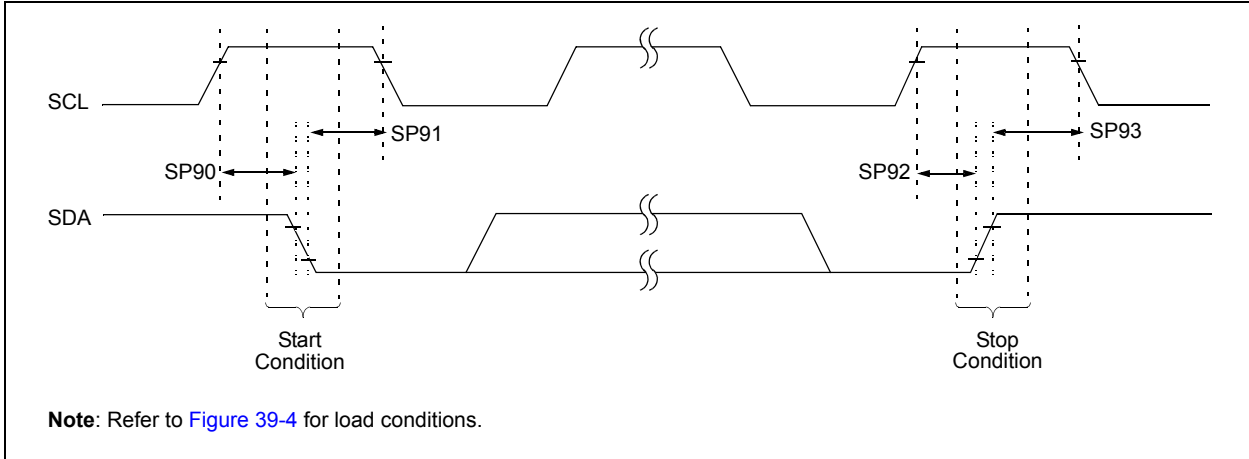 SCL
SP91
SP93
SP90
SP92
SDA
Start
Condition
Stop
Condition
Note: Refer to Figure 39-4 for load conditions.